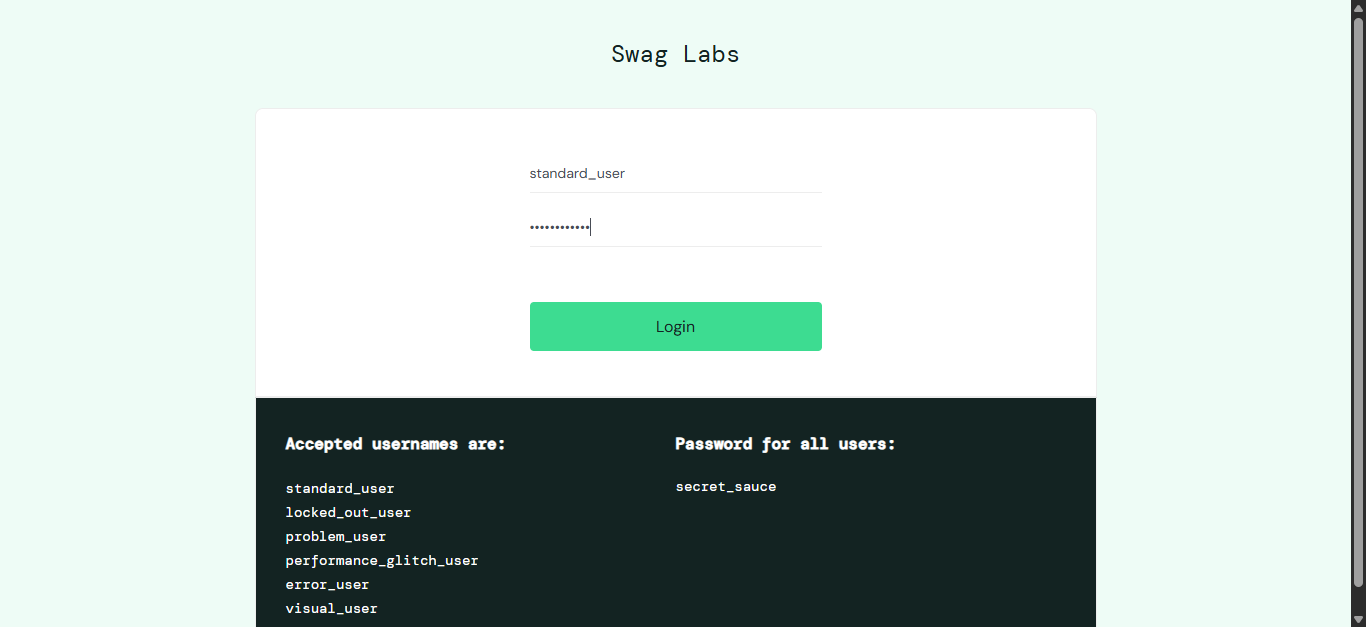 Swag Labs
standard_user
••••••••••••
Login
Accepted usernames are:
standard_user
locked_out_user
problem_user
performance_glitch_user
error_user
visual_user
Password for all users:
secret_sauce